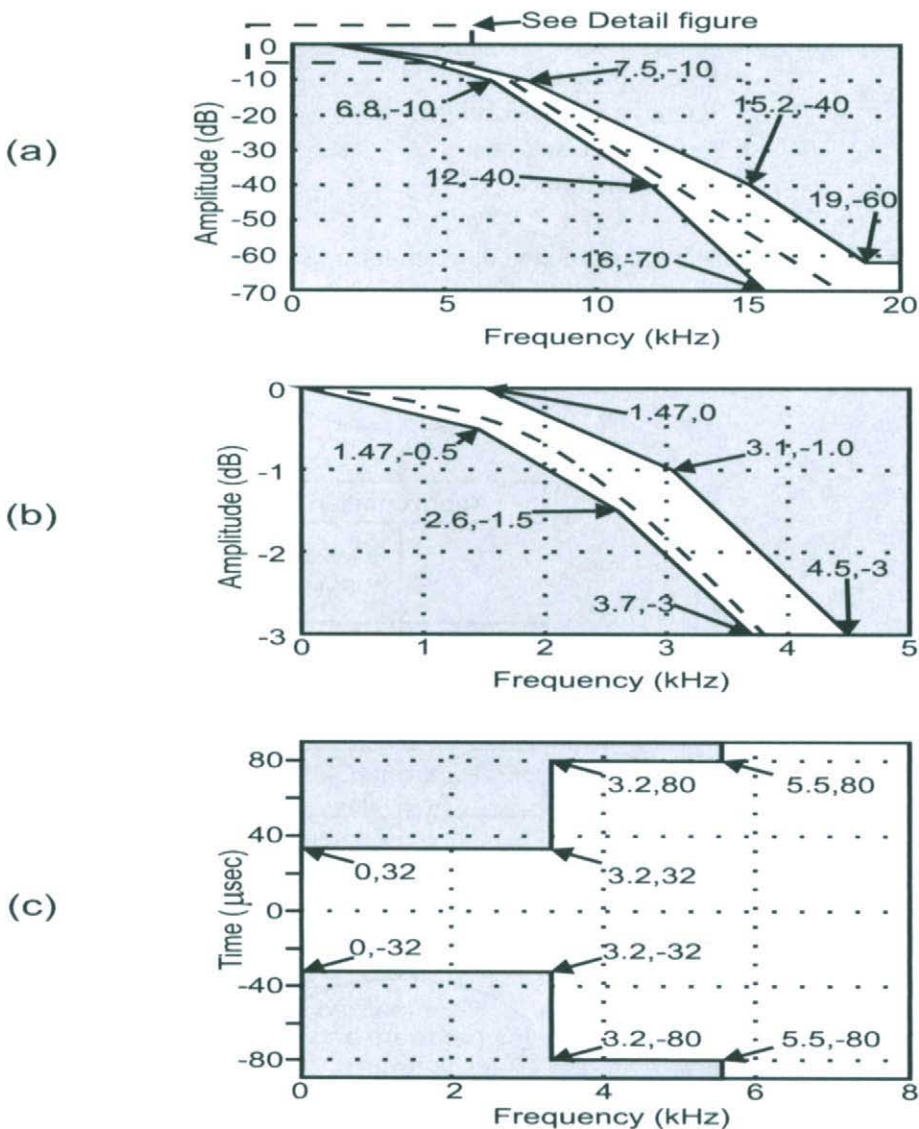 See Detail figure
(a)
Amplitude (dB)
0
-10
-20
-30
-40
-50
-60
-70
7.5,-10
6.8,-10
15.2,-40
12,-40
19,-60
16,-70
0 5 10 15 20
Frequency (kHz)
(b)
Amplitude (dB)
0
-1
-2
-3
1.47,0
1.47,-0.5
3.1,-1.0
2.6,-1.5
4.5,-3
3.7,-3
0 1 2 3 4 5
Frequency (kHz)
(c)
Time (µsec)
80
40
0
-40
-80
3.2,80 5.5,80
0,32 3.2,32
0,-32 3.2,-32
3.2,-80 5.5,-80
0 2 4 6 8
Frequency (kHz)